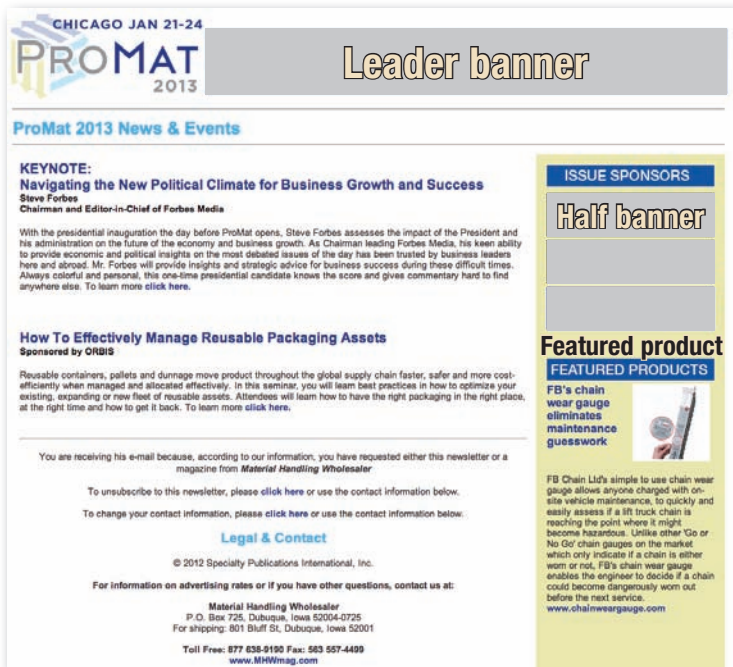 CHICAGO JAN 21-24
PROMAT
2013
Leader banner
ProMat 2013 News & Events
KEYNOTE:
Navigating the New Political Climate for Business Growth and Success
Steve Forbes
Chairman and Editor-in-Chief of Forbes Media
With the presidential inauguration the day before ProMat opens, Steve Forbes assesses the impact of the President and
his administration on the future of the economy and business growth. As Chairman leading Forbes Media, his keen ability
to provide economic and political insights on the most debated issues of the day has been trusted by business leaders
here and abroad. Mr. Forbes will provide insights and strategic advice for business success during these difficult times.
Always colorful and personal, this one-time presidential candidate knows the score and gives commentary hard to find
anywhere else. To learn more click here.
How To Effectively Manage Reusable Packaging Assets
Sponsored by ORBIS
Reusable containers, pallets and dunnage move product throughout the global supply chain faster, safer and more cost-
efficiently when managed and allocated effectively. In this seminar, you will learn best practices in how to optimize your
existing, expanding or new fleet of reusable assets. Attendees will learn how to have the right packaging in the right place,
at the right time and how to get it back. To learn more click here.
You are receiving his e-mail because, according to our information, you have requested either this newsletter or a
magazine from Material Handling Wholesaler
To unsubscribe to this newsletter, please click here or use the contact information below.
To change your contact information, please click here or use the contact information below.
Legal & Contact
© 2012 Specialty Publications International, Inc.
For information on advertising rates or if you have other questions, contact us at:
Material Handling Wholesaler
P.O. Box 725, Dubuque, Iowa 52004-0725
For shipping: 801 Bluff St, Dubuque, Iowa 52001
Toll Free: 877 638-6190 Fax: 563 557-4499
www.MHWmag.com
ISSUE SPONSORS
Half banner
Featured product
FEATURED PRODUCTS
FB's chain
wear gauge
eliminates
maintenance
guesswork
FB Chain Ltd's simple to use chain wear
gauge allows anyone charged with on-
site vehicle maintenance, to quickly and
easily assess if a lift truck chain is
reaching the point where it might
become hazardous. Unlike other 'Go or
No Go' chain gauges on the market
which only indicate if a chain is either
worn or not, FB's chain wear gauge
enables the engineer to decide if a chain
could become dangerously worn out
before the next service.
www.chainweargauge.com